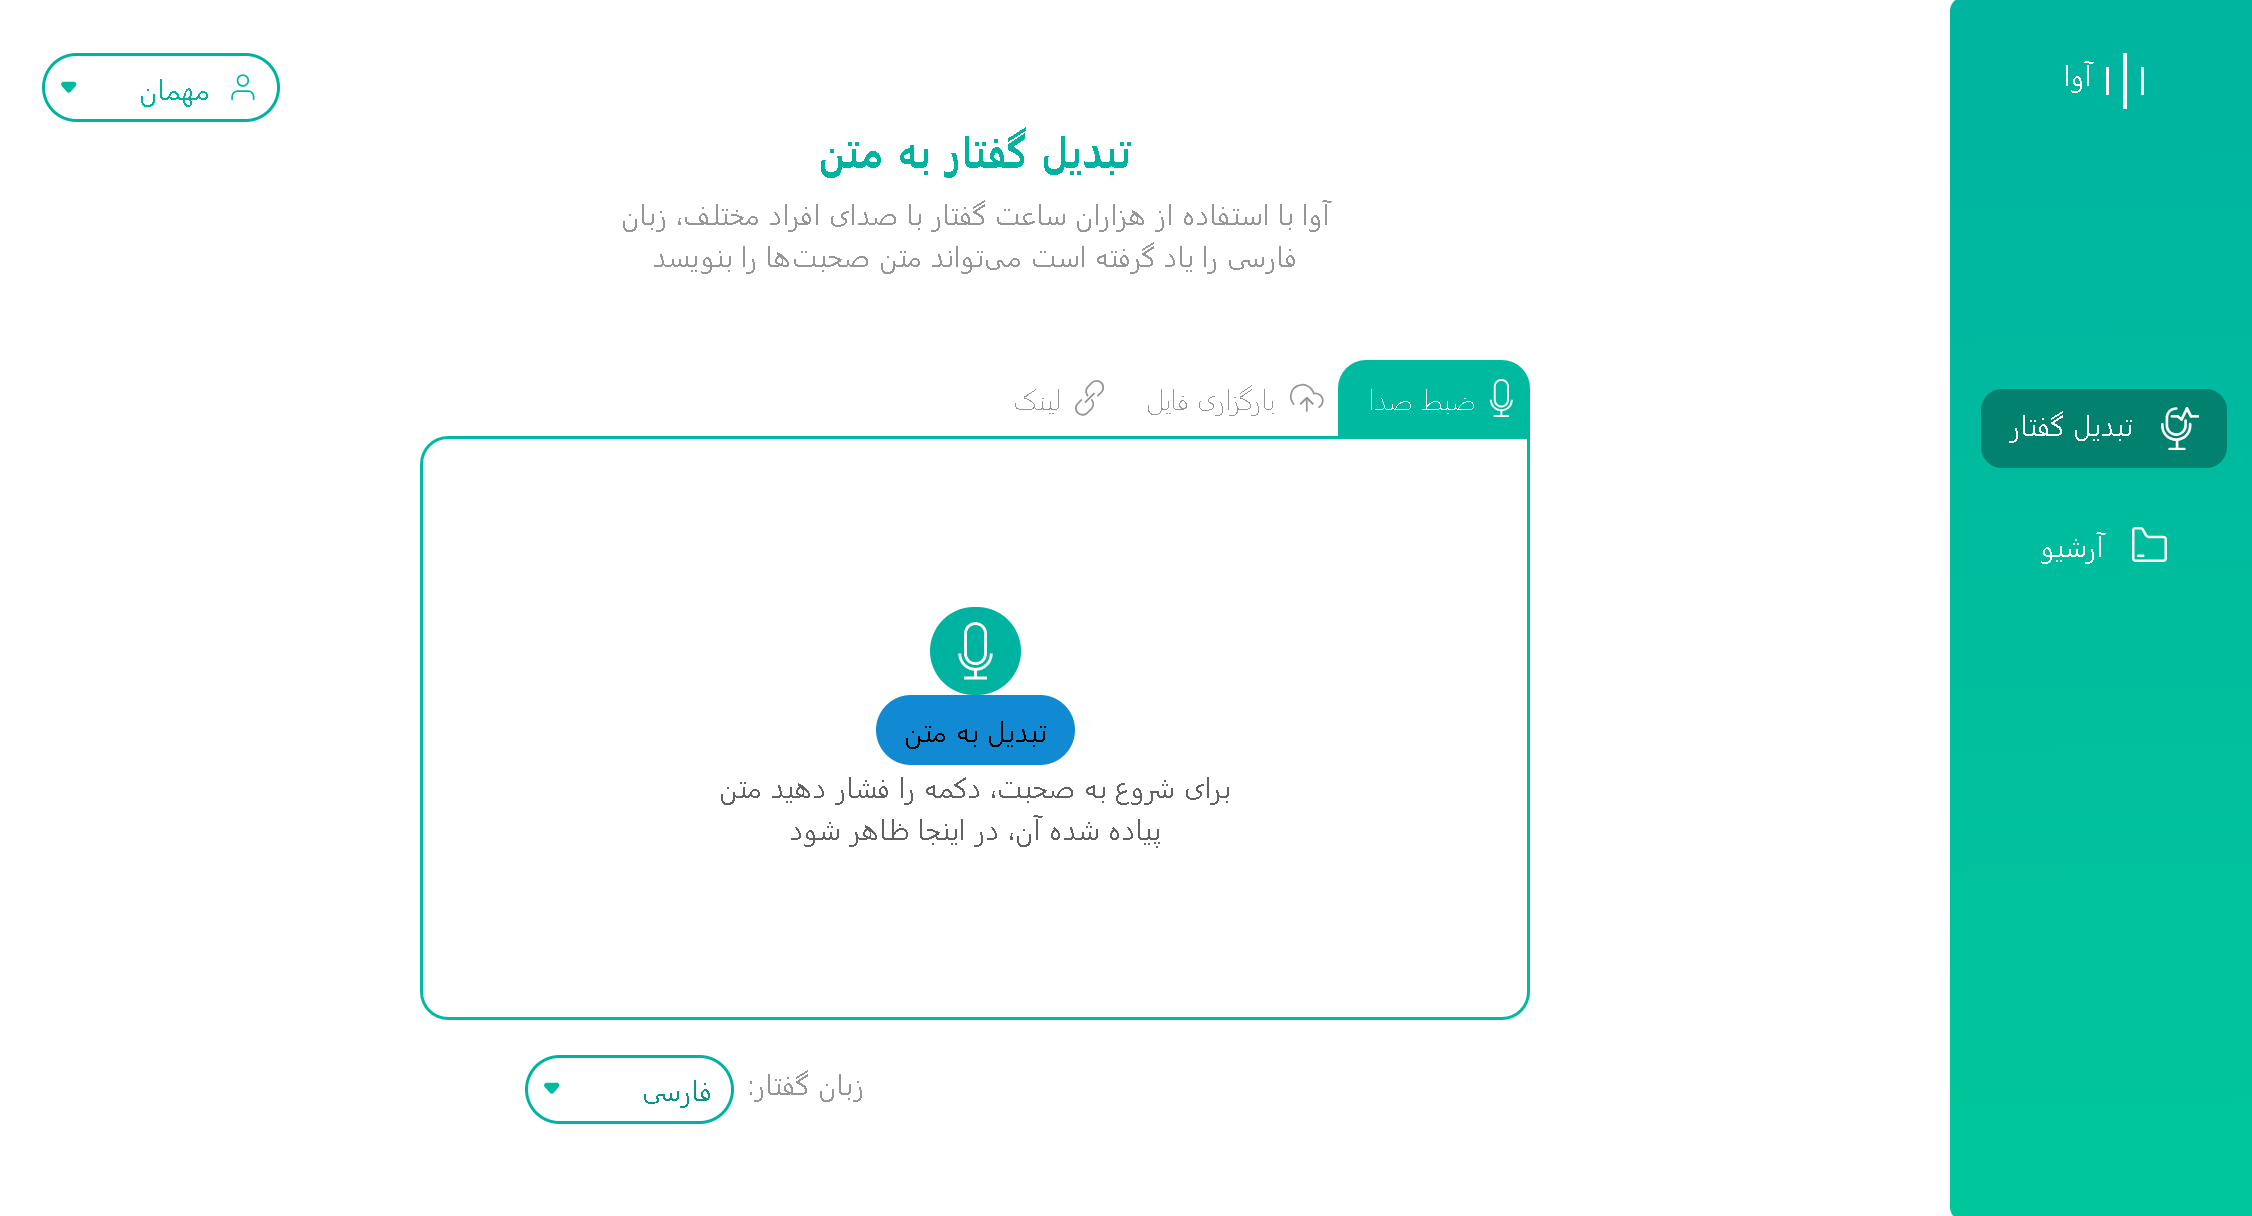 آوا
تبدیل گفتار
آرشیو
مهمان
تبدیل گفتار به متن
آوا با استفاده از هزاران ساعت گفتار با صدای افراد مختلف، زبان
فارسی را یاد گرفته است می‌تواند متن صحبت‌ها را بنویسد
ضبط صدا
بارگزاری فایل
لینک
تبدیل به متن
برای شروع به صحبت، دکمه را فشار دهید متن
پیاده شده آن، در اینجا ظاهر شود
زبان گفتار:
فارسی